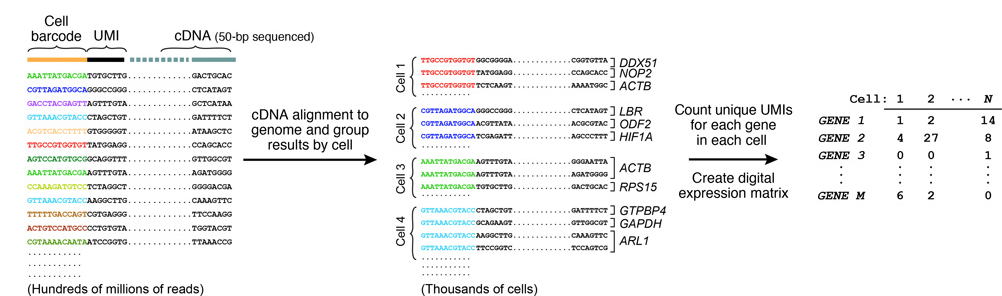 Cell barcode UMI cDNA (50-bp sequenced)
AAATTATGACGATGTGCTTG............GACTGCAC
CGTTAGATGGCAGGGCCGGG............CTCATAGT
GACCTACGAGTTAGTTTGTA............GCTCATAA
GTTAAACGTACCCTAGCTGT............GATTTTCT
ACGTCACCTTTTGTGGGGAT............ATAAGCTC
TTGCCGTGGTGTTATGGAGG............CCAGCACC
AGTCCATGTGCGGCAGGTTT............GTTGGCGT
AAATTATGACGAAGTTTGTA............AGATGGGG
CCAAAGATGTCCTCTAGGCT............GGGGACGA
GTTAAACGTACCAAGGCTTG............CAAAGTTC
TTTTTGACCAGTCGTGAGGG............TTCCAAGG
ACTGTCCATGCCCCTGTGTA............TGGTACGT
CGTAAAACAATAATCCGGTG............TTAAACCG
(Hundreds of millions of reads)
cDNA alignment to
genome and group
results by cell
Cell 1
TTGCCGTGGTGTGGCGGGGA............CGGTGTTA DDX51
TTGCCGTGGTGTTATGGAGG............CCAGCACC NOP2
TTGCCGTGGTGTTCTCAAGT............AAAATGGC ACTB
Cell 2
CGTTAGATGGCAGGGCCGGG............CTCATAGT LBR
CGTTAGATGGCAACGTTATA............ACGCGTAC ODF2
CGTTAGATGGCATCGAGATT............AGCCCTTT HIF1A
Cell 3
AAATTATGACGAAGTTTGTA............GGGAATTA ACTB
AAATTATGACGAAGTTTGTA............AGATGGGG
AAATTATGACGATGTGCTTG............GACTGCAC RPS15
Cell 4
GTTAAACGTACCCTAGCTGT............GATTTTCT GTPBP4
GTTAAACGTACCGCAGAAGT............GTTGGCGT GAPDH
GTTAAACGTACCAAGGCTTG............CAAAGTTC ARL1
GTTAAACGTACCTTCCGGTC............TCCAGTCG
(Thousands of cells)
Count unique UMIs
for each gene
in each cell
Create digital
expression matrix
Cell: 1 2 ··· N
GENE 1 1 2 14
GENE 2 4 27 8
GENE 3 0 0 1
GENE M 6 2 0